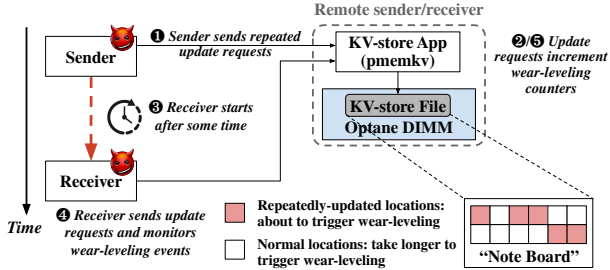 Remote sender/receiver
Sender
❶ Sender sends repeated
update requests
KV-store App
(pmemkv)
❷/❺ Update
requests increment
wear-leveling
counters
❸ Receiver starts
after some time
KV-store File
Optane DIMM
Receiver
Time
❹ Receiver sends update
requests and monitors
wear-leveling events
Repeatedly-updated locations:
about to trigger wear-leveling
Normal locations: take longer to
trigger wear-leveling
“Note Board”